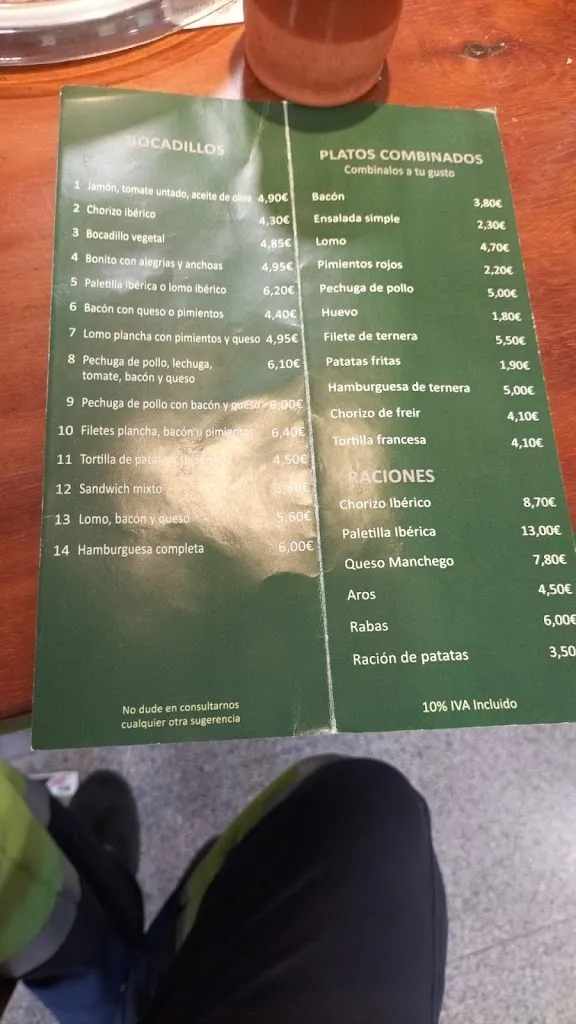 BOCADILLOS
1 Jamón, tomate untado, aceite de oliva 4,90€
2 Chorizo ibérico 4,30€
3 Bocadillo vegetal 4,85€
4 Bonito con alegrias y anchoas 4,95€
5 Paletilla ibérica o lomo ibérico 6,20€
6 Bacón con queso o pimientos 4,40€
7 Lomo plancha con pimientos y queso 4,95€
8 Pechuga de pollo, lechuga, 6,10€
tomate, bacón y queso
9 Pechuga de pollo con bacón y queso
10 Filetes plancha, bacón u pimientos 6,40€
11 Tortilla de patatas 4,50€
12 Sandwich mixto
13 Lomo, bacón y queso 5,60€
14 Hamburguesa completa 6,00€
No dude en consultarnos
cualquier otra sugerencia
PLATOS COMBINADOS
Combinalos a tu gusto
Bacón 3,80€
Ensalada simple 2,30€
Lomo 4,70€
Pimientos rojos 2,20€
Pechuga de pollo 5,00€
Huevo 1,80€
Filete de ternera 5,50€
Patatas fritas 1,90€
Hamburguesa de ternera 5,00€
Chorizo de freir 4,10€
Tortilla francesa 4,10€
RACIONES
Chorizo Ibérico 8,70€
Paletilla Ibérica 13,00€
Queso Manchego 7,80€
Aros 4,50€
Rabas 6,00€
Ración de patatas 3,50
10% IVA Incluido